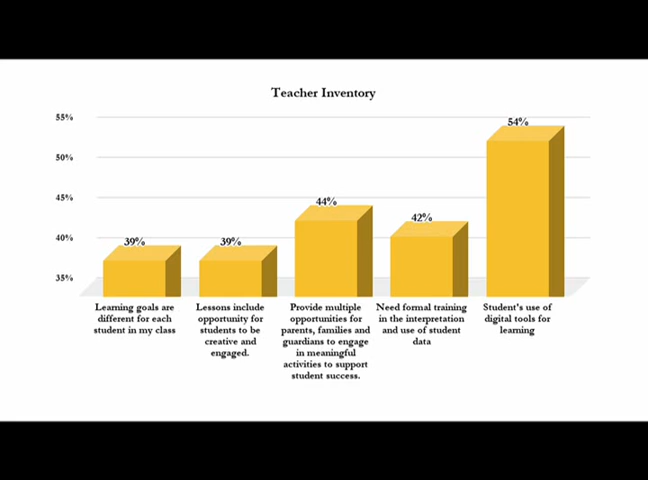 Teacher Inventory
55%
50%
45%
40%
35%
39%
39%
44%
42%
54%
Learning goals are
different for each
student in my class
Lessons include
opportunity for
students to be
creative and
engaged.
Provide multiple
opportunities for
parents, families and
guardians to engage
in meaningful
activities to support
student success.
Need formal training
in the interpretation
and use of student
data
Student's use of
digital tools for
learning